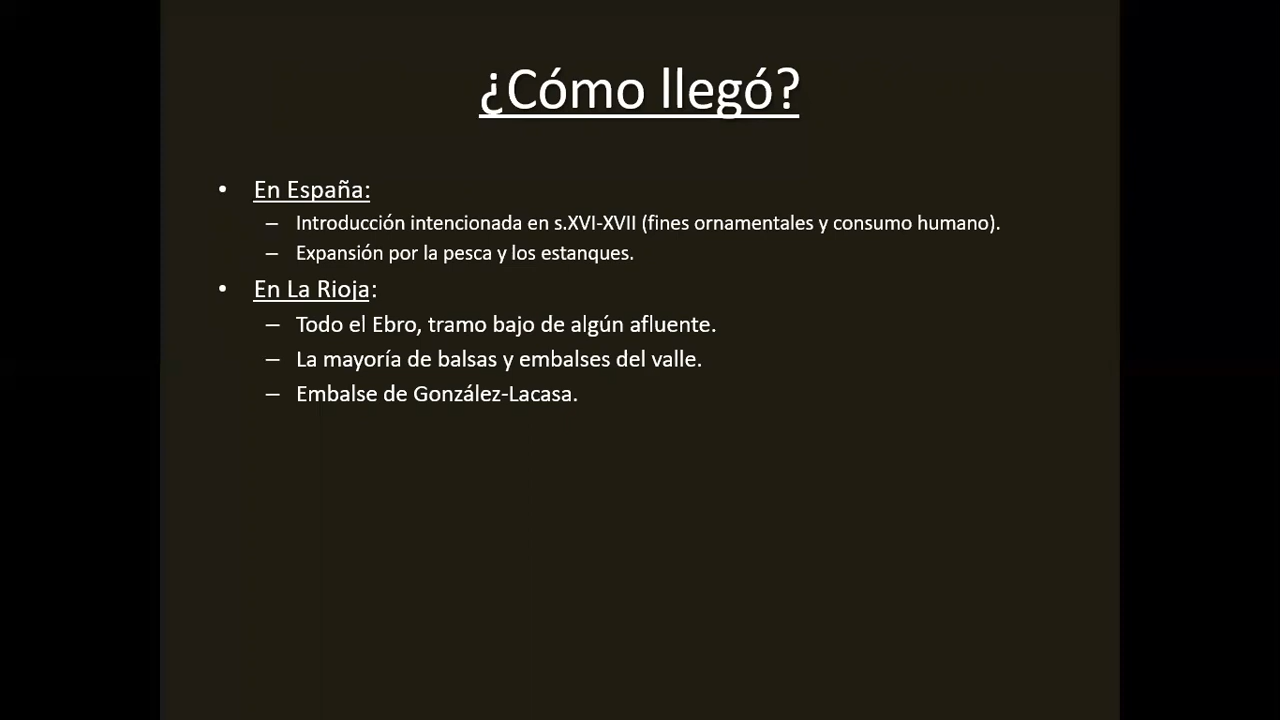 ¿Cómo llegó?
• En España:
– Introducción intencionada en s.XVI-XVII (fines ornamentales y consumo humano).
– Expansión por la pesca y los estanques.
• En La Rioja:
– Todo el Ebro, tramo bajo de algún afluente.
– La mayoría de balsas y embalses del valle.
– Embalse de González-Lacasa.